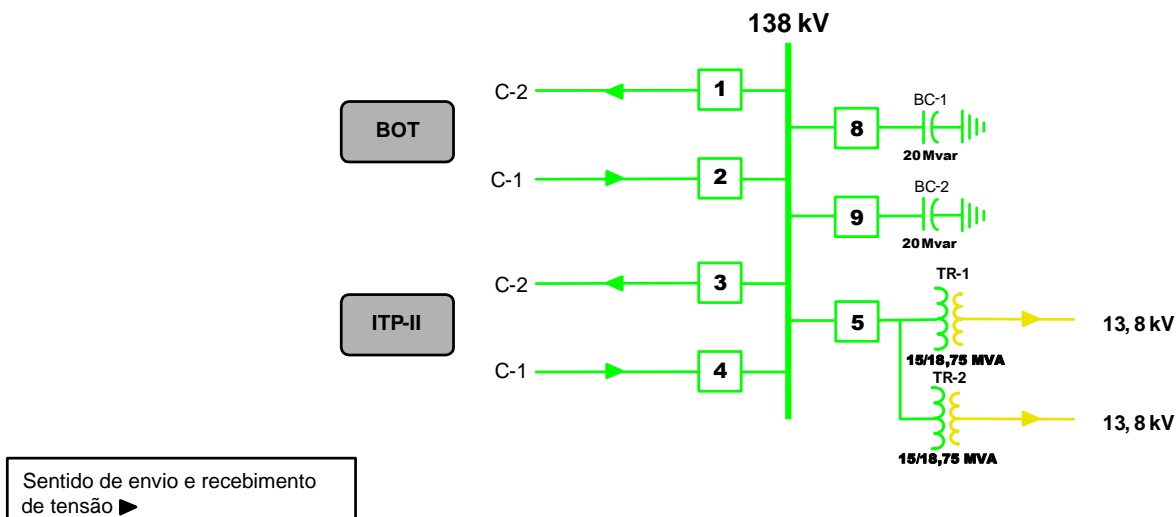 138 kV
C-2
1
BOT
C-1
2
8
BC-1
20 Mvar
9
BC-2
20 Mvar
C-2
3
ITP-II
C-1
4
5
TR-1
15/18,75 MVA
13, 8 kV
TR-2
15/18,75 MVA
13, 8 kV
Sentido de envio e recebimento
de tensão